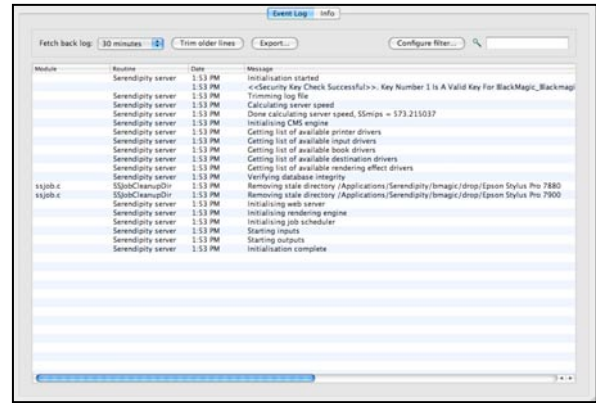 Event Log Info
Fetch back log: 30 minutes Trim older lines Export... Configure filter...
Module Routine Date Message
Serendipity server 1:53 PM Initialisation started
1:53 PM <<Security Key Check Successful>>. Key Number 1 Is A Valid Key For BlackMagic_Blackmagi
Serendipity server 1:53 PM Trimming log file
Serendipity server 1:53 PM Calculating server speed
Serendipity server 1:53 PM Done calculating server speed, SSmips = 573.215037
Serendipity server 1:53 PM Initialising CMS engine
Serendipity server 1:53 PM Getting list of available printer drivers
Serendipity server 1:53 PM Getting list of available input drivers
Serendipity server 1:53 PM Getting list of available book drivers
Serendipity server 1:53 PM Getting list of available destination drivers
Serendipity server 1:53 PM Getting list of available rendering effect drivers
Serendipity server 1:53 PM Verifying database integrity
ssjob.c SSJobCleanupDir 1:53 PM Removing stale directory /Applications/Serendipity/bmagic/drop/Epson Stylus Pro 7880
ssjob.c SSJobCleanupDir 1:53 PM Removing stale directory /Applications/Serendipity/bmagic/drop/Epson Stylus Pro 7900
Serendipity server 1:53 PM Initialising web server
Serendipity server 1:53 PM Initialising rendering engine
Serendipity server 1:53 PM Initialising job scheduler
Serendipity server 1:53 PM Starting inputs
Serendipity server 1:53 PM Starting outputs
Serendipity server 1:53 PM Initialisation complete